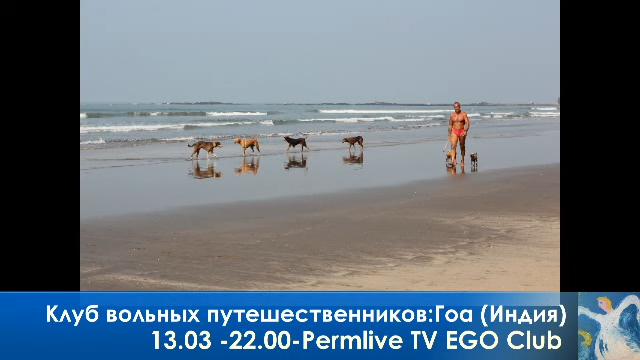 Клуб вольных путешественников:Гоа (Индия)
13.03 -22.00-Permlive TV EGO Club